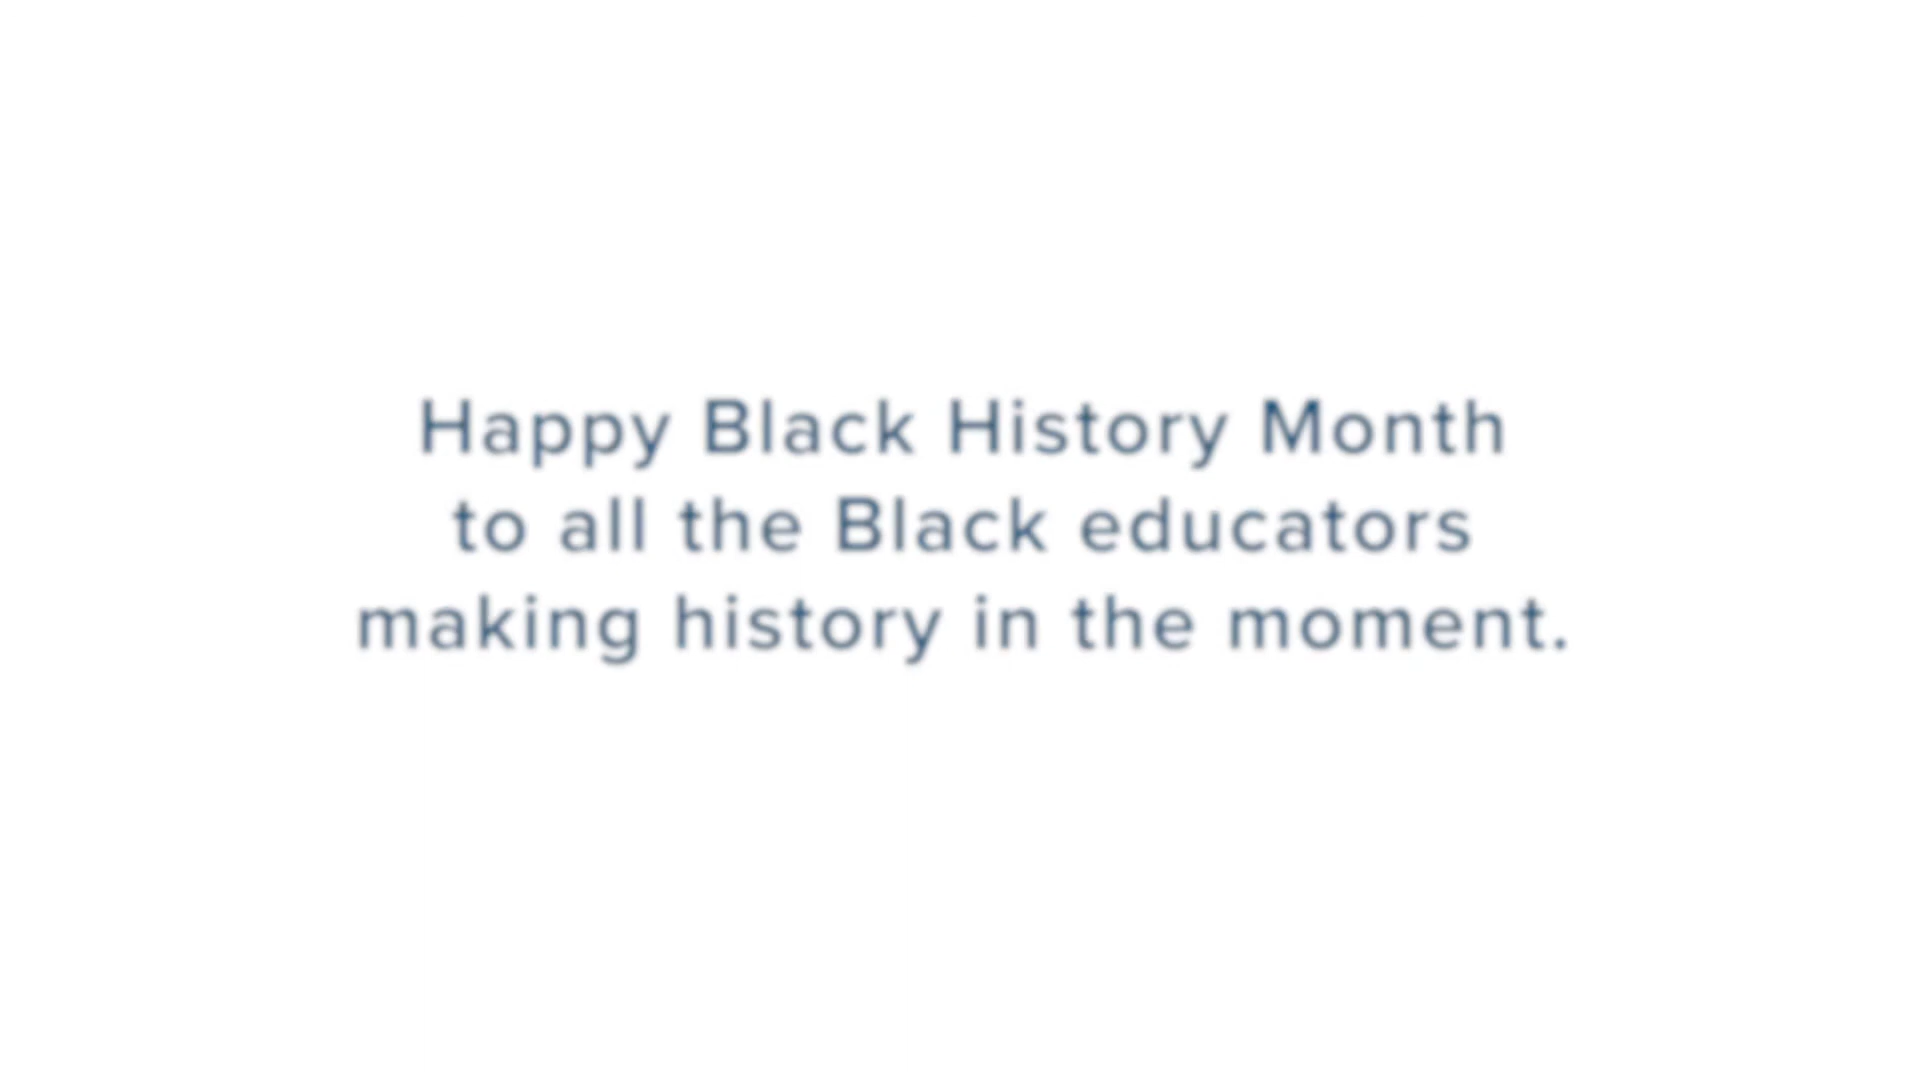 Happy Black History Month
to all the Black educators
making history in the moment.